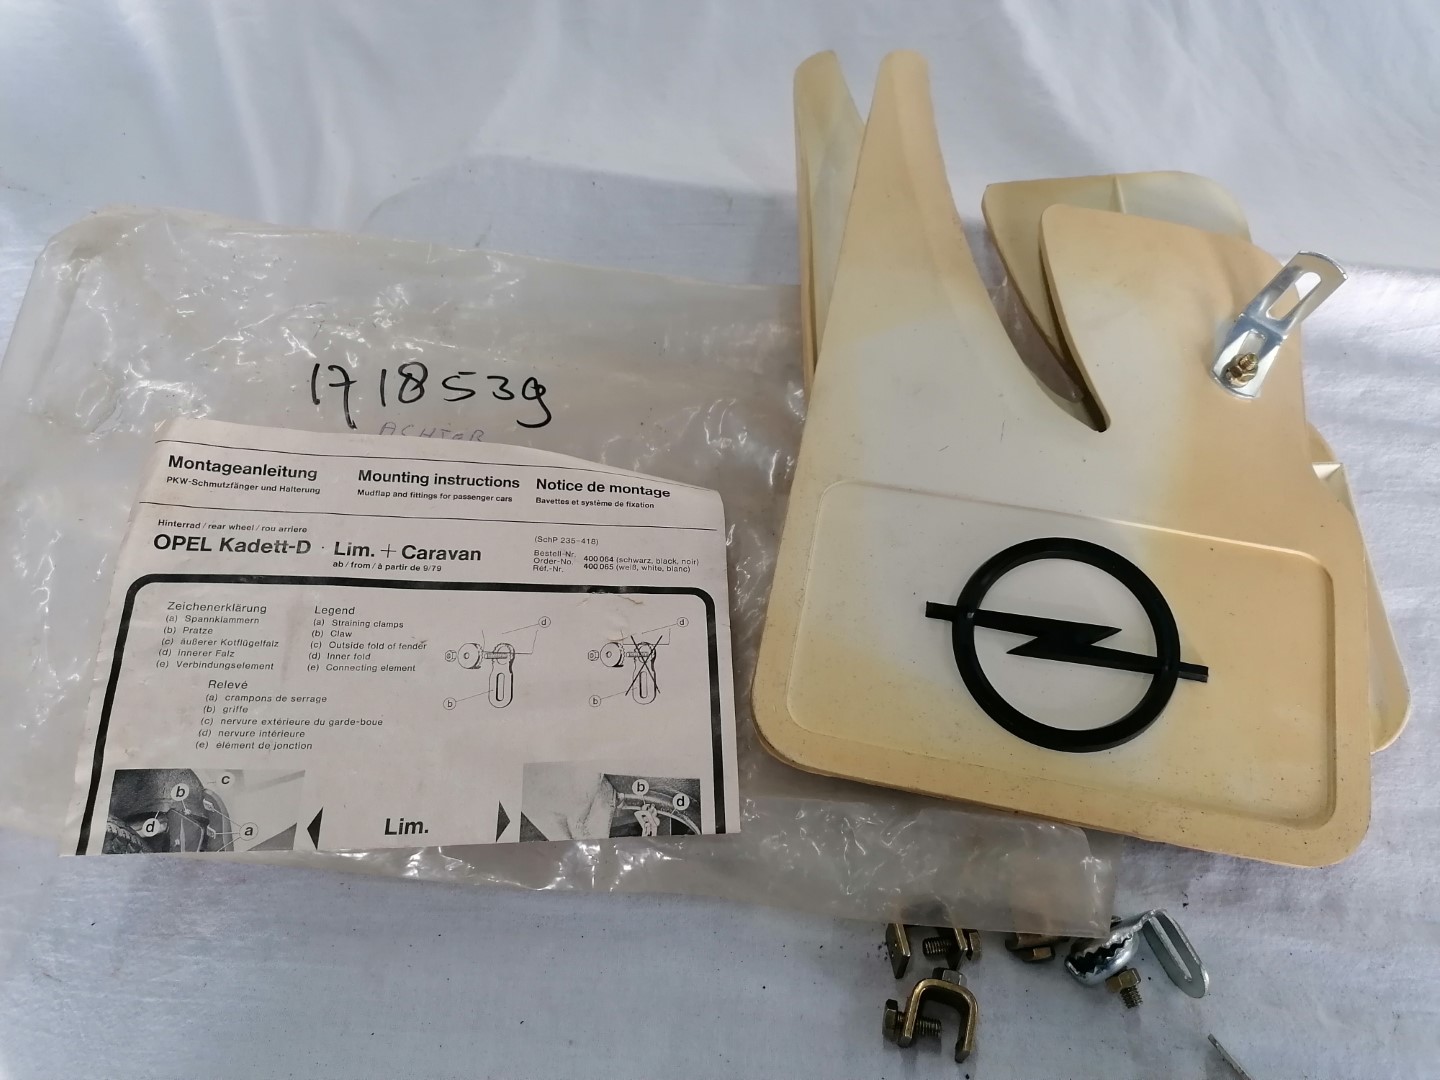 1718539
ACHTER
Montageanleitung
PKW-Schmutzfänger und Halterung
Mounting instructions
Mudflap and fittings for passenger cars
Notice de montage
Bavettes et système de fixation
Hinterrad / rear wheel / rou arriere
OPEL Kadett-D · Lim. + Caravan
ab / from / à partir de 9/79
(SchP 235-418)
Bestell-Nr. 400 064 (schwarz, black, noir)
Order-No. 400 065 (weiß, white, blanc)
Réf.-Nr.
Zeichenerklärung
(a) Spannklammern
(b) Pratze
(c) äußerer Kotflügelfalz
(d) innerer Falz
(e) Verbindungselement
Legend
(a) Straining clamps
(b) Claw
(c) Outside fold of fender
(d) Inner fold
(e) Connecting element
Relevé
(a) crampons de serrage
(b) griffe
(c) nervure extérieure du garde-boue
(d) nervure intérieure
(e) élément de jonction
d
b
d
b
c
b
d
a
Lim.
b
d